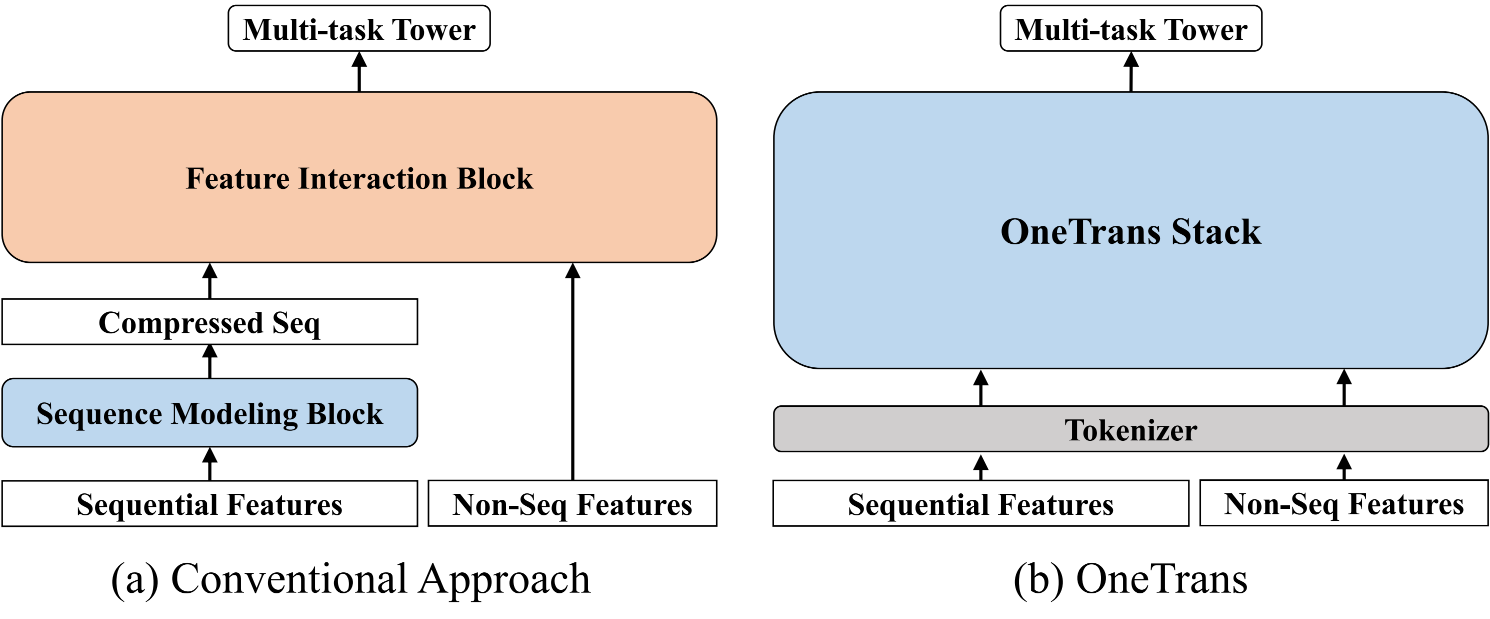 Multi-task Tower
Feature Interaction Block
Compressed Seq
Sequence Modeling Block
Sequential Features
Non-Seq Features
(a) Conventional Approach
Multi-task Tower
OneTrans Stack
Tokenizer
Sequential Features
Non-Seq Features
(b) OneTrans